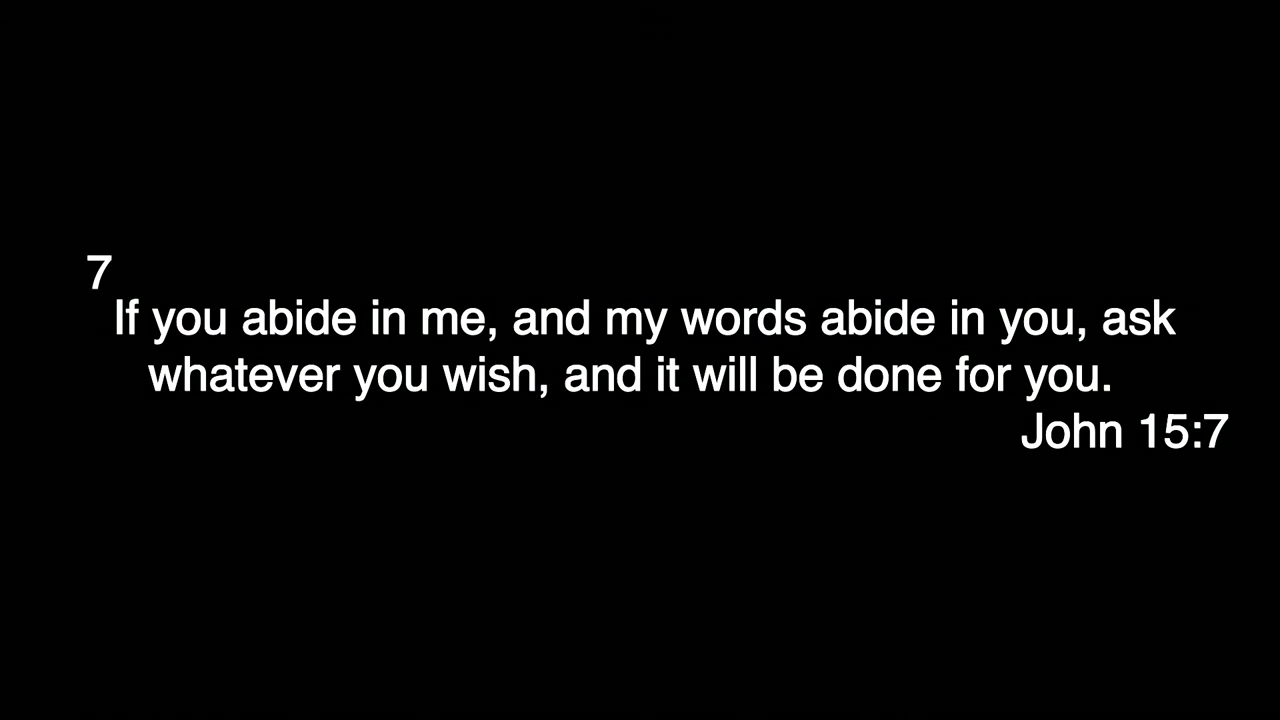 7
If you abide in me, and my words abide in you, ask
whatever you wish, and it will be done for you.
John 15:7